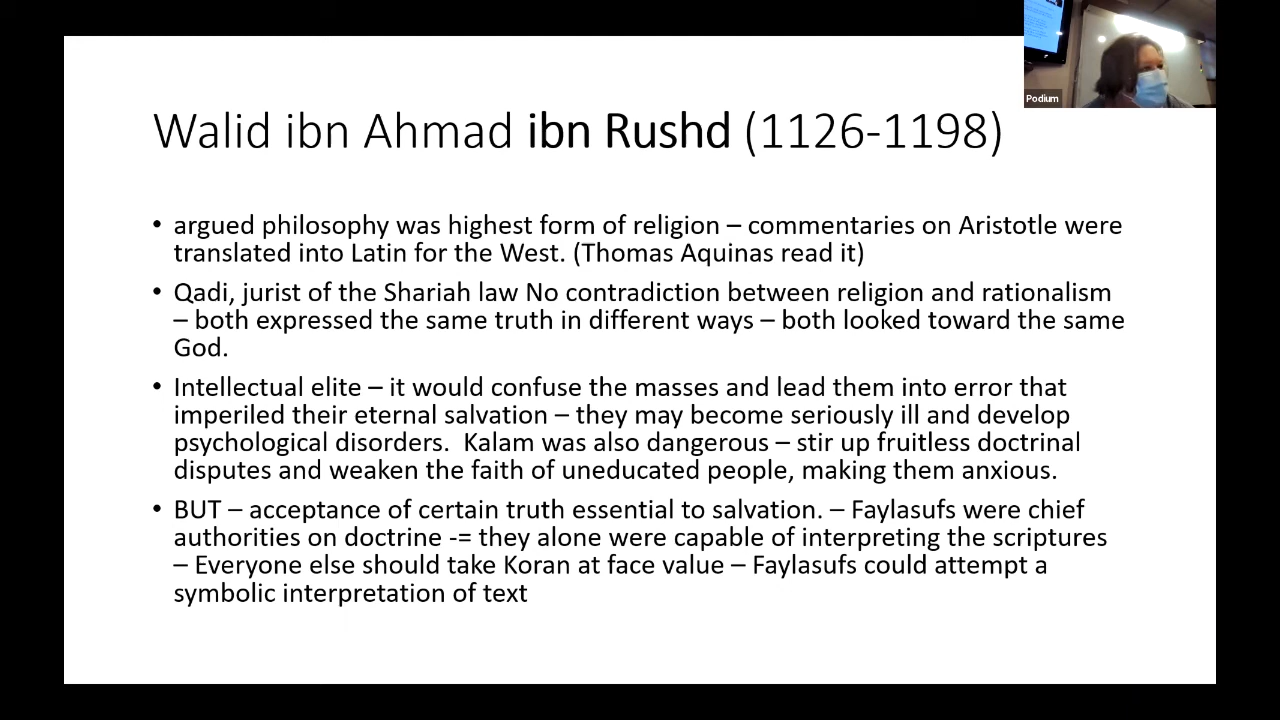 Podium
Walid ibn Ahmad ibn Rushd (1126-1198)
• argued philosophy was highest form of religion – commentaries on Aristotle were
translated into Latin for the West. (Thomas Aquinas read it)
• Qadi, jurist of the Shariah law No contradiction between religion and rationalism
– both expressed the same truth in different ways – both looked toward the same
God.
• Intellectual elite – it would confuse the masses and lead them into error that
imperiled their eternal salvation – they may become seriously ill and develop
psychological disorders.  Kalam was also dangerous – stir up fruitless doctrinal
disputes and weaken the faith of uneducated people, making them anxious.
• BUT – acceptance of certain truth essential to salvation. – Faylasufs were chief
authorities on doctrine -= they alone were capable of interpreting the scriptures
– Everyone else should take Koran at face value – Faylasufs could attempt a
symbolic interpretation of text